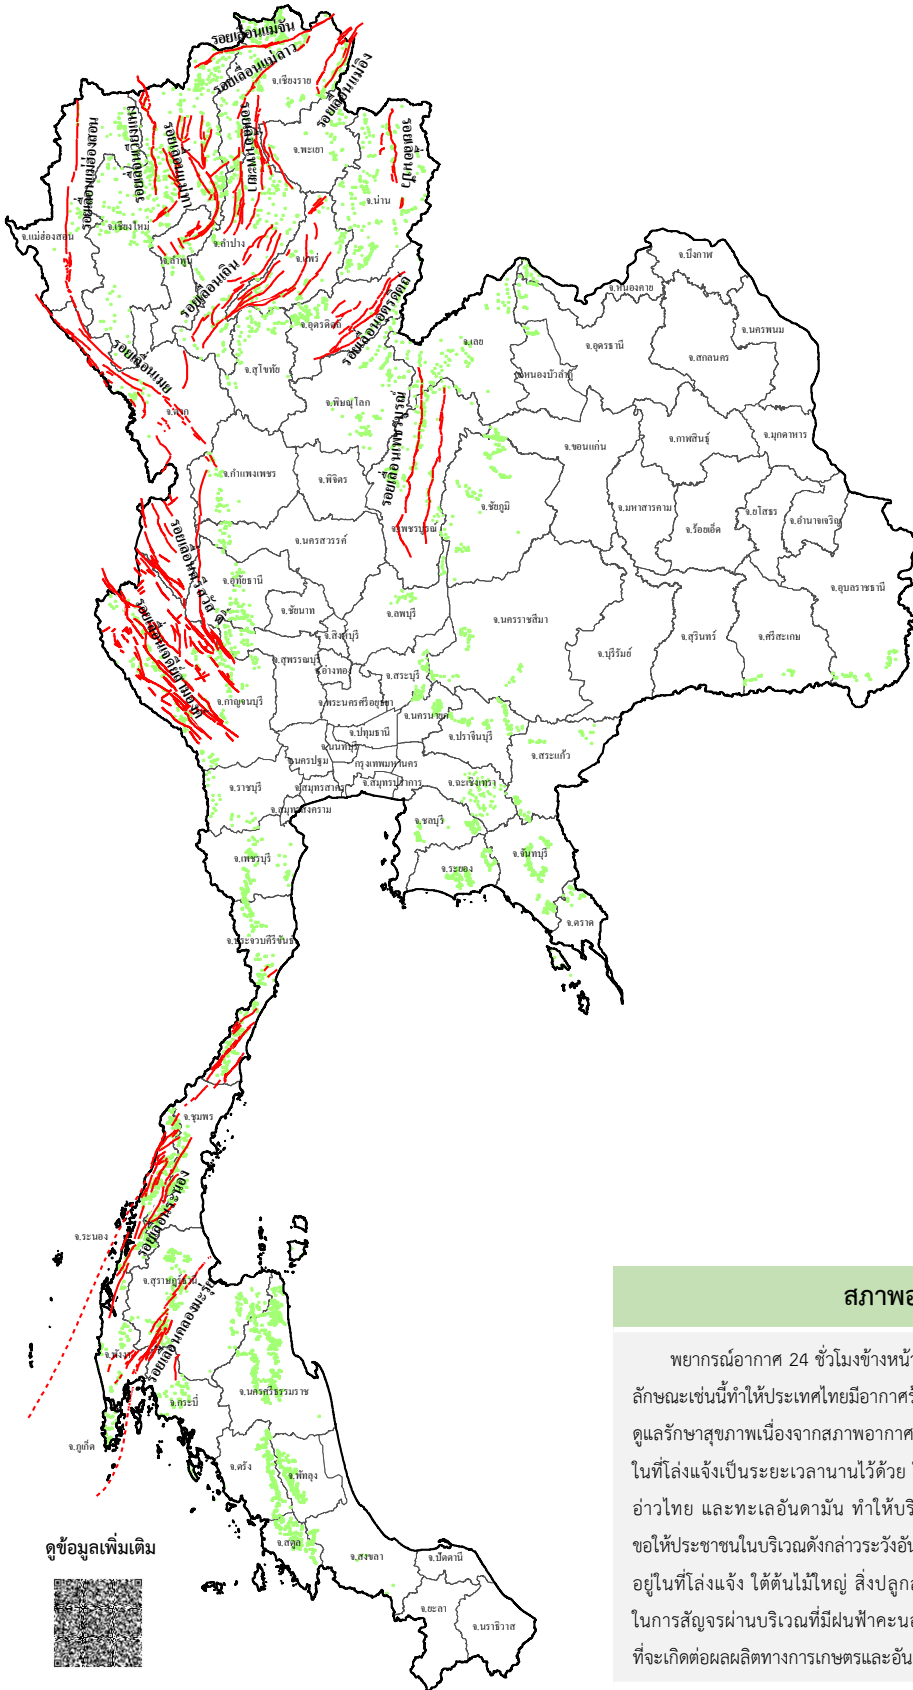 รอยเลื่อนแม่จัน
รอยเลื่อนแม่ลาว
รอยเลื่อนแม่อิง
จ.เชียงราย
รอยเลื่อนแม่ฮ่องสอน
รอยเลื่อนแม่ทา
รอยเลื่อนพะเยา
รอยเลื่อนปัว
จ.พะเยา
จ.น่าน
จ.เชียงใหม่
จ.แม่ฮ่องสอน
จ.ลำปาง
จ.ลำพูน
จ.แพร่
รอยเลื่อนเถิน
จ.บึงกาฬ
จ.หนองคาย
จ.อุตรดิตถ์
รอยเลื่อนอุตรดิตถ์
จ.เลย
จ.อุดรธานี
จ.นครพนม
จ.สกลนคร
รอยเลื่อนเมย
จ.สุโขทัย
จ.หนองบัวลำภู
จ.ตาก
จ.พิษณุโลก
รอยเลื่อนเพชรบูรณ์
จ.ขอนแก่น
จ.กาฬสินธุ์
จ.มุกดาหาร
จ.กำแพงเพชร
จ.พิจิตร
จ.ชัยภูมิ
จ.มหาสารคาม
จ.ยโสธร
จ.ร้อยเอ็ด
จ.อำนาจเจริญ
จ.เพชรบูรณ์
จ.นครสวรรค์
รอยเลื่อนศรีสวัสดิ์
จ.อุทัยธานี
จ.อุบลราชธานี
จ.ชัยนาท
จ.ลพบุรี
จ.นครราชสีมา
รอยเลื่อนเจดีย์สามองค์
จ.สิงห์บุรี
จ.บุรีรัมย์
จ.สุรินทร์
จ.ศรีสะเกษ
จ.สุพรรณบุรี
จ.อ่างทอง
จ.สระบุรี
จ.กาญจนบุรี
จ.พระนครศรีอยุธยา
จ.นครนายก
จ.ปทุมธานี
จ.ปราจีนบุรี
จ.นนทบุรี
จ.สระแก้ว
จ.นครปฐม
กรุงเทพมหานคร
จ.ราชบุรี
จ.สมุทรสาคร
จ.สมุทรปราการ
จ.ฉะเชิงเทรา
จ.สมุทรสงคราม
จ.ชลบุรี
จ.เพชรบุรี
จ.ระยอง
จ.จันทบุรี
จ.ตราด
จ.ประจวบคีรีขันธ์
จ.ชุมพร
รอยเลื่อนระนอง
จ.ระนอง
จ.สุราษฎร์ธานี
รอยเลื่อนคลองมะรุ่ย
จ.พังงา
จ.นครศรีธรรมราช
จ.กระบี่
จ.ภูเก็ต
จ.ตรัง
จ.พัทลุง
จ.สตูล
จ.สงขลา
จ.ปัตตานี
จ.ยะลา
จ.นราธิวาส
ดูข้อมูลเพิ่มเติม
สภาพอ
พยากรณ์อากาศ 24 ชั่วโมงข้างหน้า
ลักษณะเช่นนี้ทำให้ประเทศไทยมีอากาศร้
ดูแลรักษาสุขภาพเนื่องจากสภาพอากาศ
ในที่โล่งแจ้งเป็นระยะเวลานานไว้ด้วย
อ่าวไทย และทะเลอันดามัน ทำให้บริ
ขอให้ประชาชนในบริเวณดังกล่าวระวังอัน
อยู่ในที่โล่งแจ้ง ใต้ต้นไม้ใหญ่ สิ่งปลูกส
ในการสัญจรผ่านบริเวณที่มีฝนฟ้าคะนอ
ที่จะเกิดต่อผลผลิตทางการเกษตรและอัน